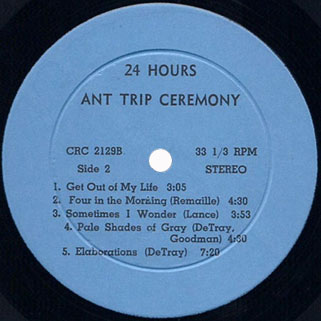 24 HOURS
ANT TRIP CEREMONY
CRC 2129B 33 1/3 RPM
Side 2 STEREO
1. Get Out of My Life 3:05
2. Four in the Morning (Remaille) 4:30
3. Sometimes I Wonder (Lance) 3:53
4. Pale Shades of Gray (DeTray,
Goodman) 4:30
5. Elaborations (DeTray) 7:20